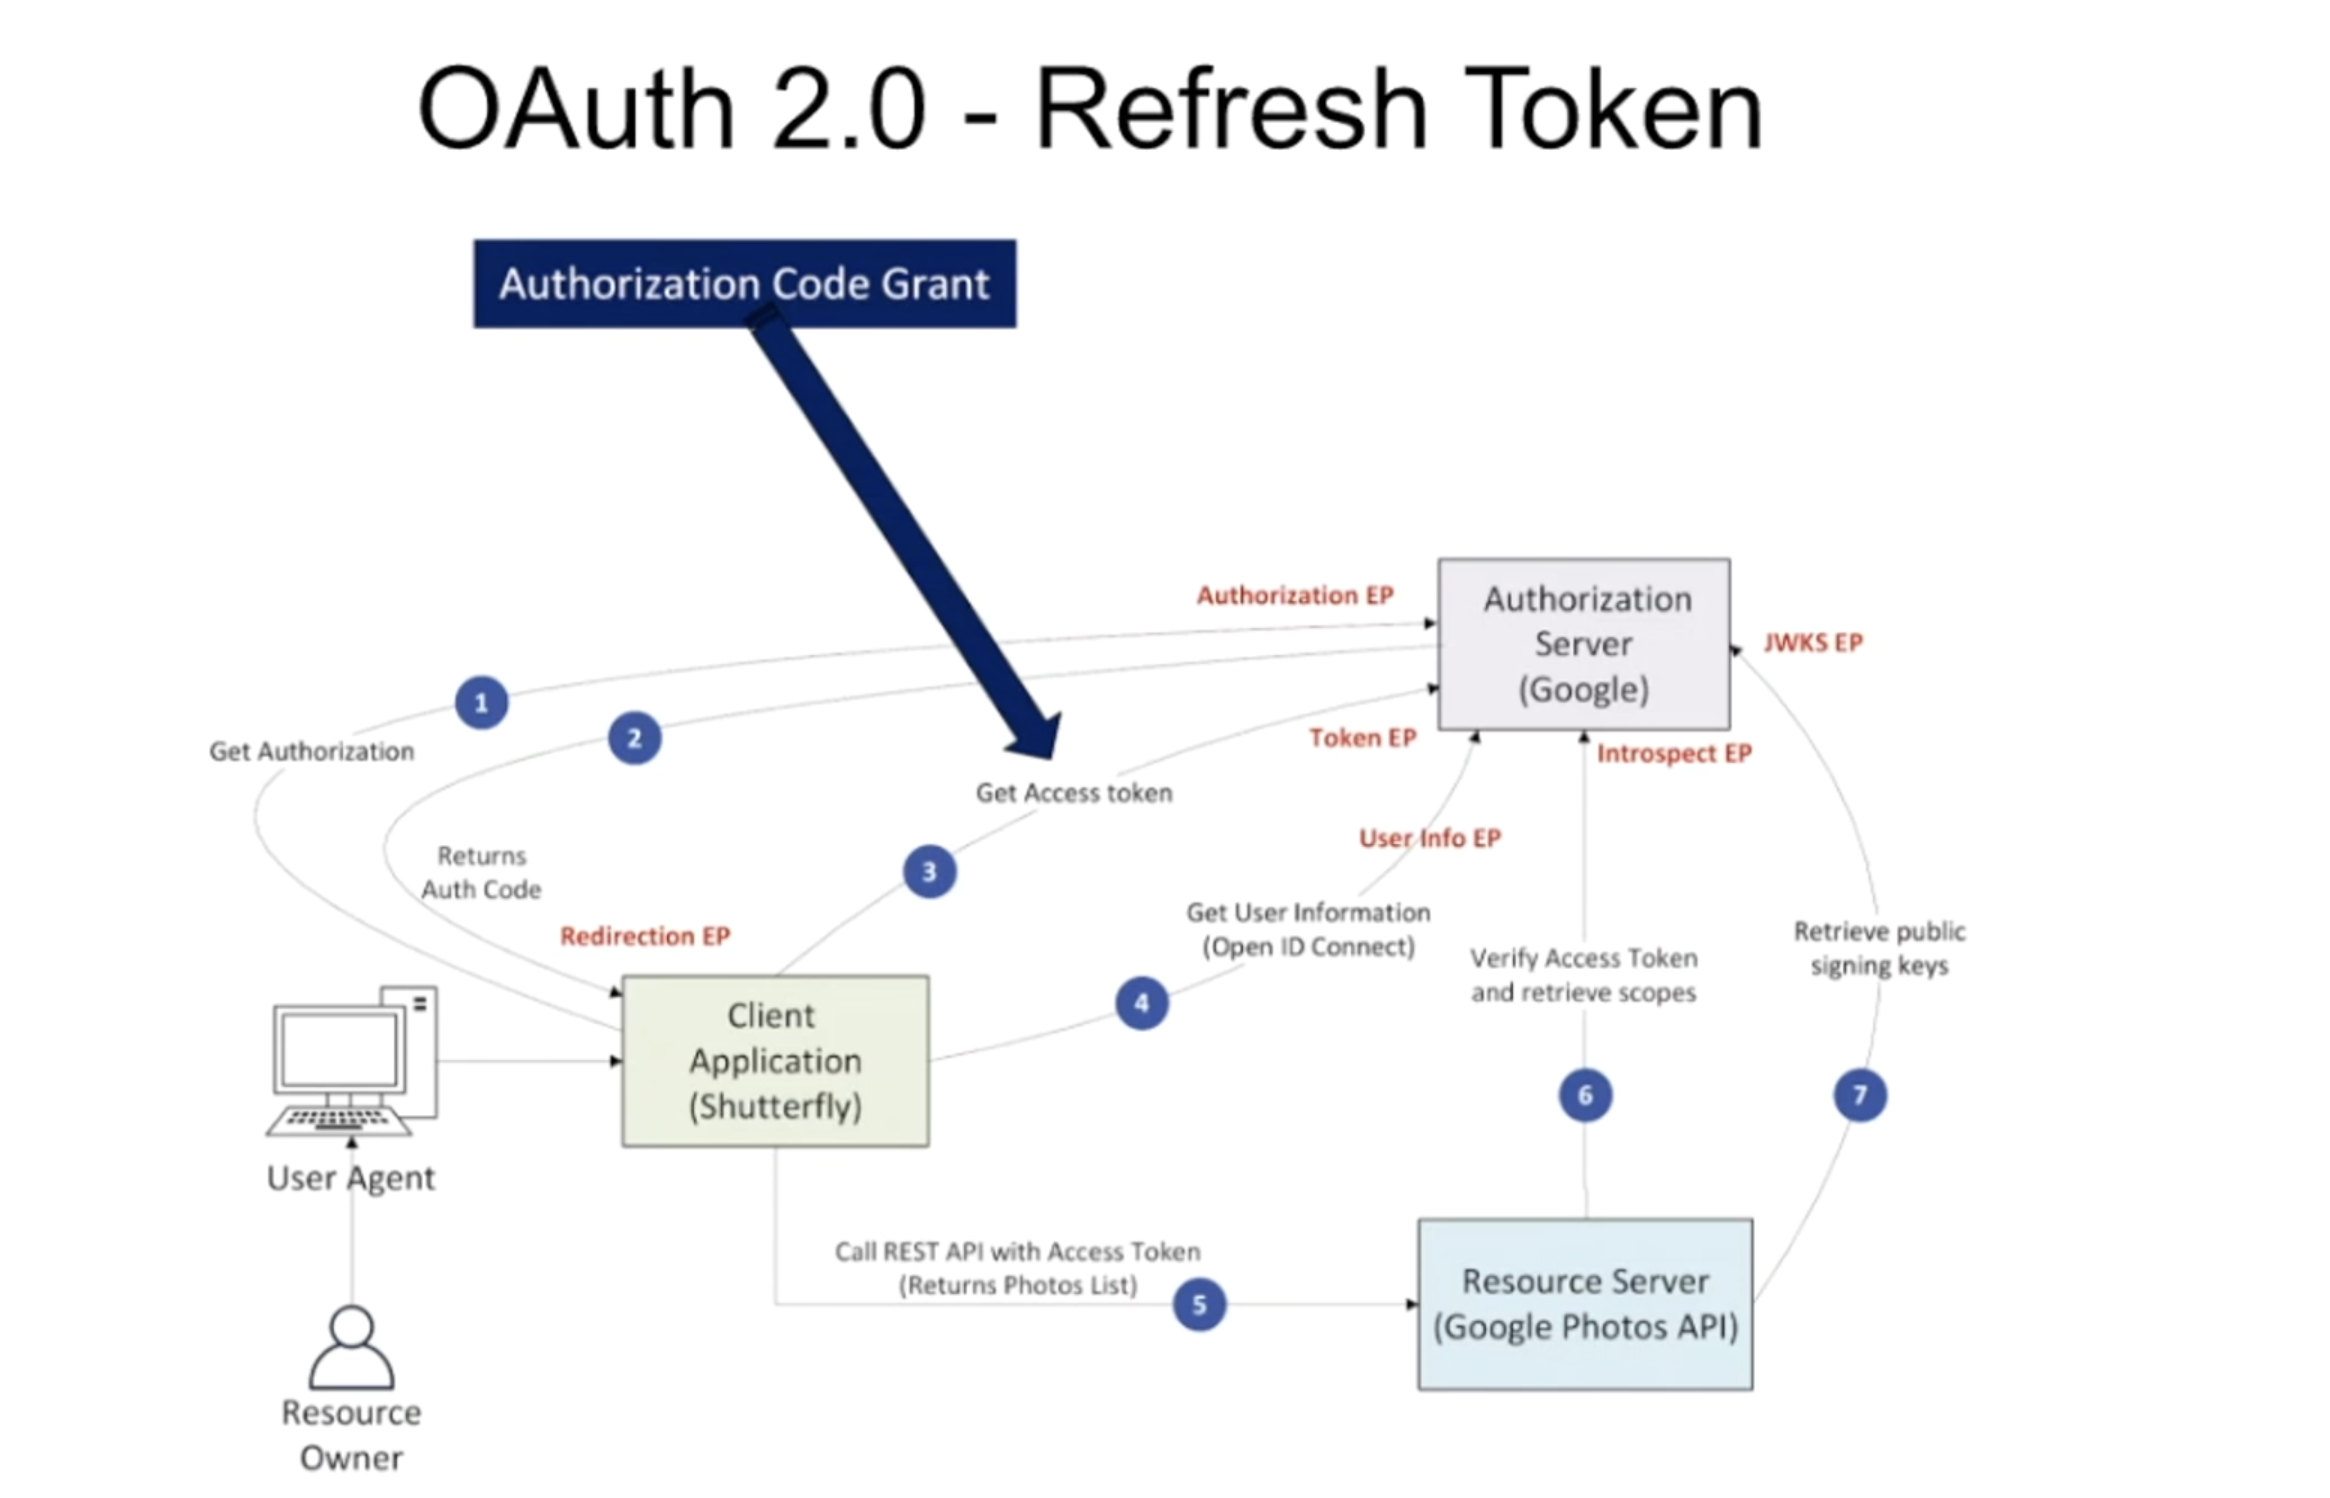 OAuth 2.0 - Refresh Token
Authorization Code Grant
Authorization EP
Authorization
Server
(Google)
JWKS EP
1
2
Get Authorization
Token EP
Introspect EP
Get Access token
User Info EP
Returns
Auth Code
3
Redirection EP
Get User Information
(Open ID Connect)
Verify Access Token
and retrieve scopes
Retrieve public
signing keys
4
Client
Application
(Shutterfly)
6
7
User Agent
Call REST API with Access Token
(Returns Photos List)
5
Resource Server
(Google Photos API)
Resource
Owner